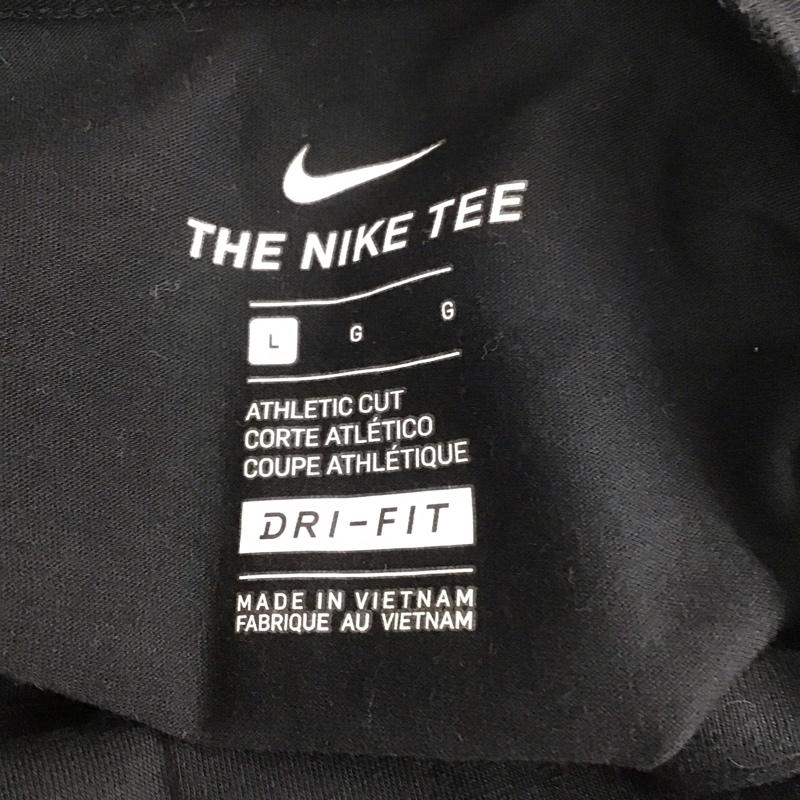 THE NIKE TEE
L G G
ATHLETIC CUT
CORTE ATLÉTICO
COUPE ATHLÉTIQUE
DRI-FIT
MADE IN VIETNAM
FABRIQUE AU VIETNAM